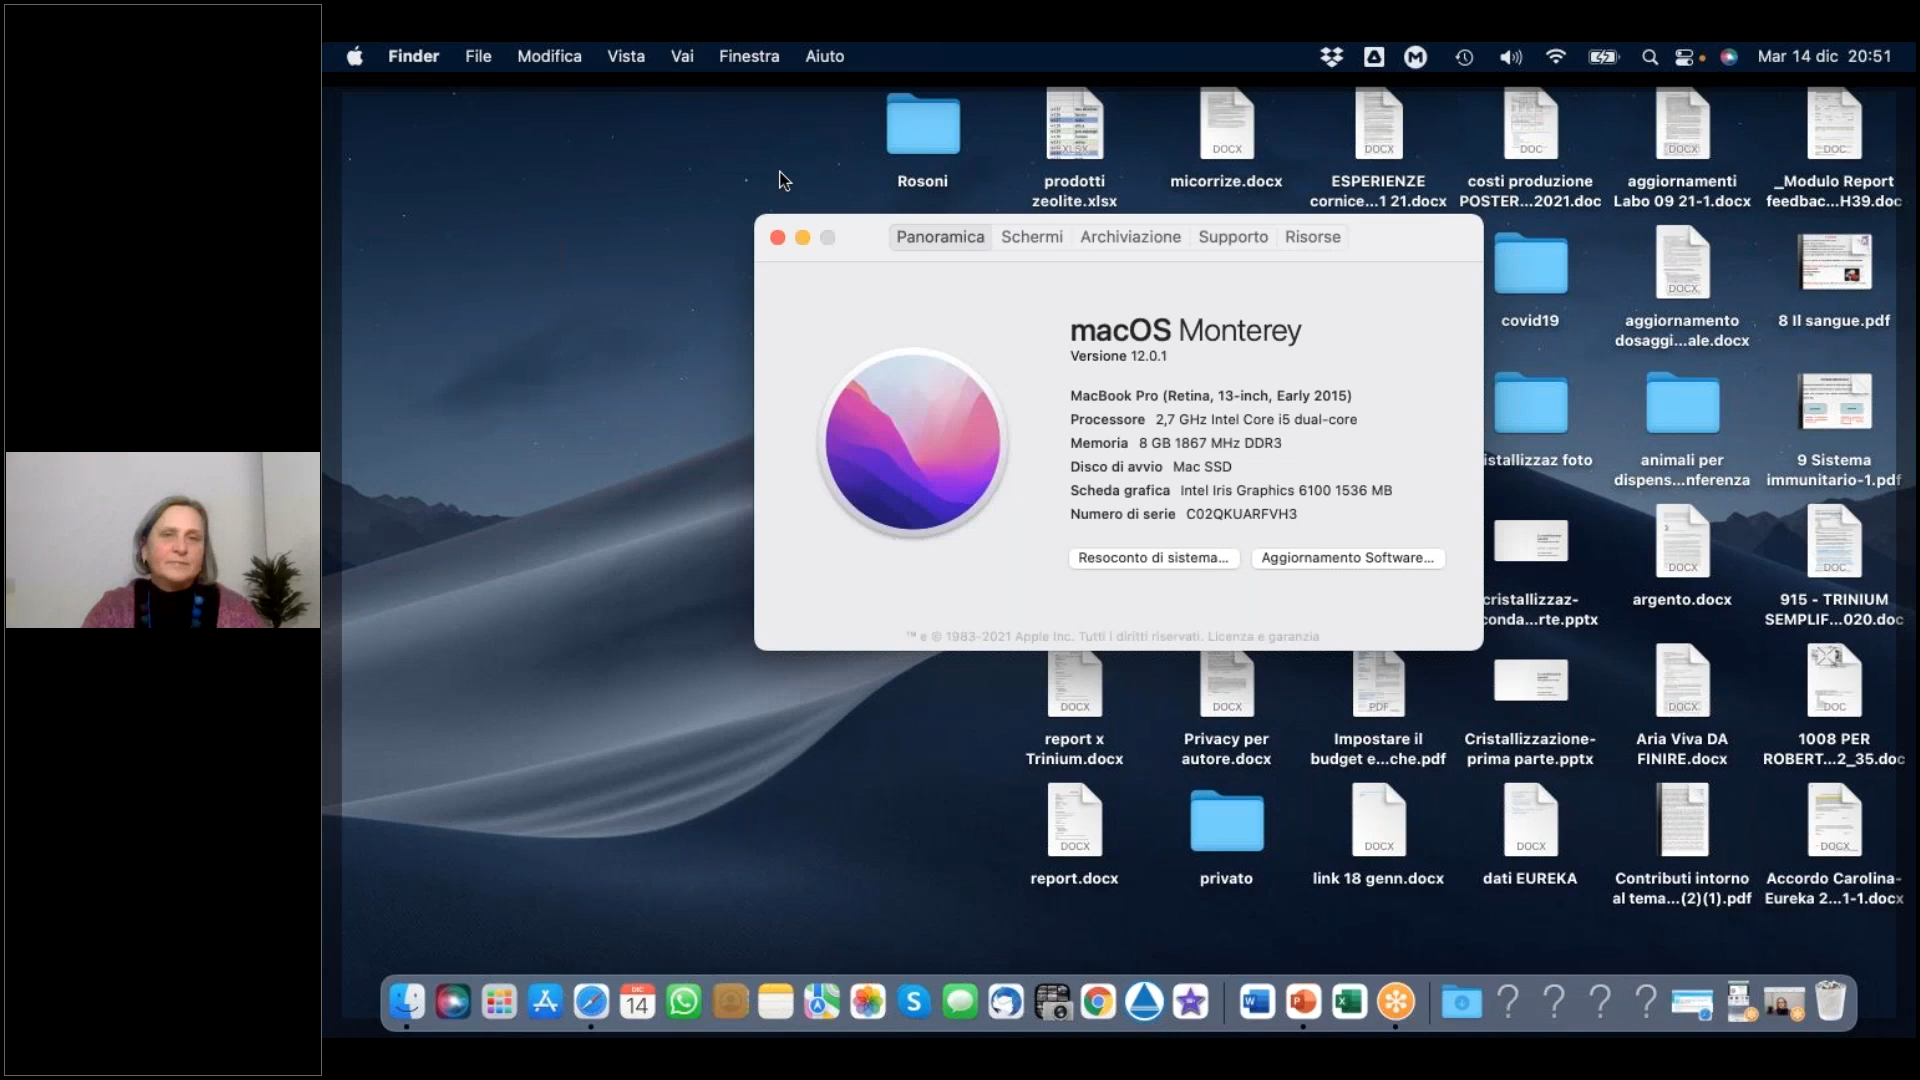 Finder File Modifica Vista Vai Finestra Aiuto
Mar 14 dic 20:51
Rosoni
prodotti
zeolite.xlsx
micorrize.docx
ESPERIENZE
cornice...1 21.docx
costi produzione
POSTER...2021.doc
aggiornamenti
Labo 09 21-1.docx
_Modulo Report
feedbac...H39.doc
Panoramica Schermi Archiviazione Supporto Risorse
macOS Monterey
Versione 12.0.1
MacBook Pro (Retina, 13-inch, Early 2015)
Processore 2,7 GHz Intel Core i5 dual-core
Memoria 8 GB 1867 MHz DDR3
Disco di avvio Mac SSD
Scheda grafica Intel Iris Graphics 6100 1536 MB
Numero di serie C02QKUARFVH3
Resoconto di sistema... Aggiornamento Software...
™ e © 1983-2021 Apple Inc. Tutti i diritti riservati. Licenza e garanzia
covid19
aggiornamento
dosaggi...ale.docx
8 Il sangue.pdf
istallizzaz foto
animali per
dispens...nferenza
9 Sistema
immunitario-1.pdf
cristallizzaz-
conda...rte.pptx
argento.docx
915 - TRINIUM
SEMPLIF...020.doc
report x
Trinium.docx
Privacy per
autore.docx
Impostare il
budget e...che.pdf
Cristallizzazione-
prima parte.pptx
Aria Viva DA
FINIRE.docx
1008 PER
ROBERT...2_35.doc
report.docx
privato
link 18 genn.docx
dati EUREKA
Contributi intorno
al tema...(2)(1).pdf
Accordo Carolina-
Eureka 2...1-1.docx
DIC
14